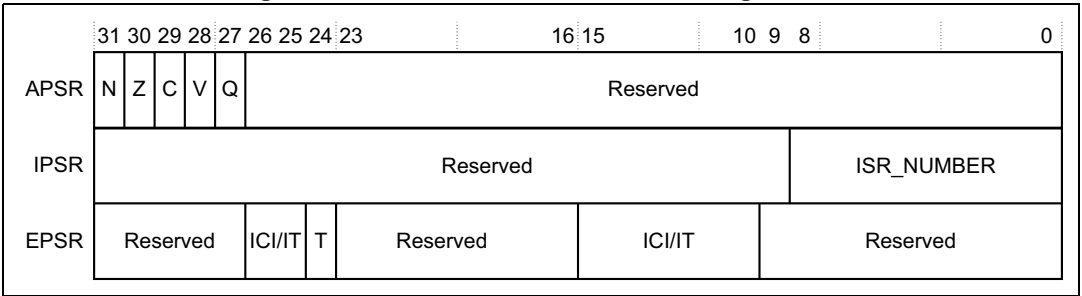 31 30 29 28 27 26 25 24 23 16 15 10 9 8 0
APSR N Z C V Q Reserved
IPSR Reserved ISR_NUMBER
EPSR Reserved ICI/IT T Reserved ICI/IT Reserved